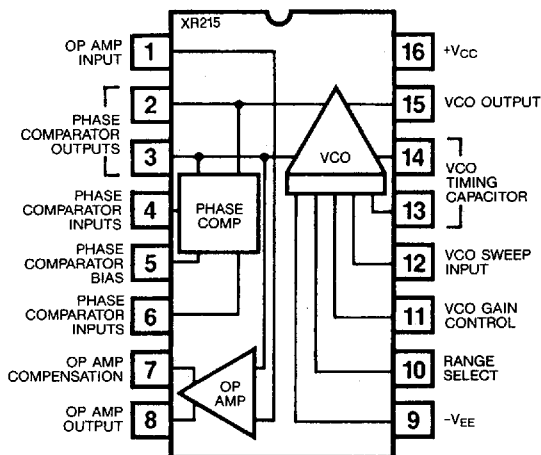 XR215
OP AMP
INPUT
1
2
PHASE
COMPARATOR
OUTPUTS
3
PHASE
COMPARATOR
INPUTS
4
PHASE
COMPARATOR
BIAS
5
PHASE
COMPARATOR
INPUTS
6
OP AMP
COMPENSATION
7
OP AMP
OUTPUT
8
PHASE
COMP
VCO
OP
AMP
16
+VCC
15
VCO OUTPUT
14
VCO
TIMING
CAPACITOR
13
12
VCO SWEEP
INPUT
11
VCO GAIN
CONTROL
10
RANGE
SELECT
9
−VEE